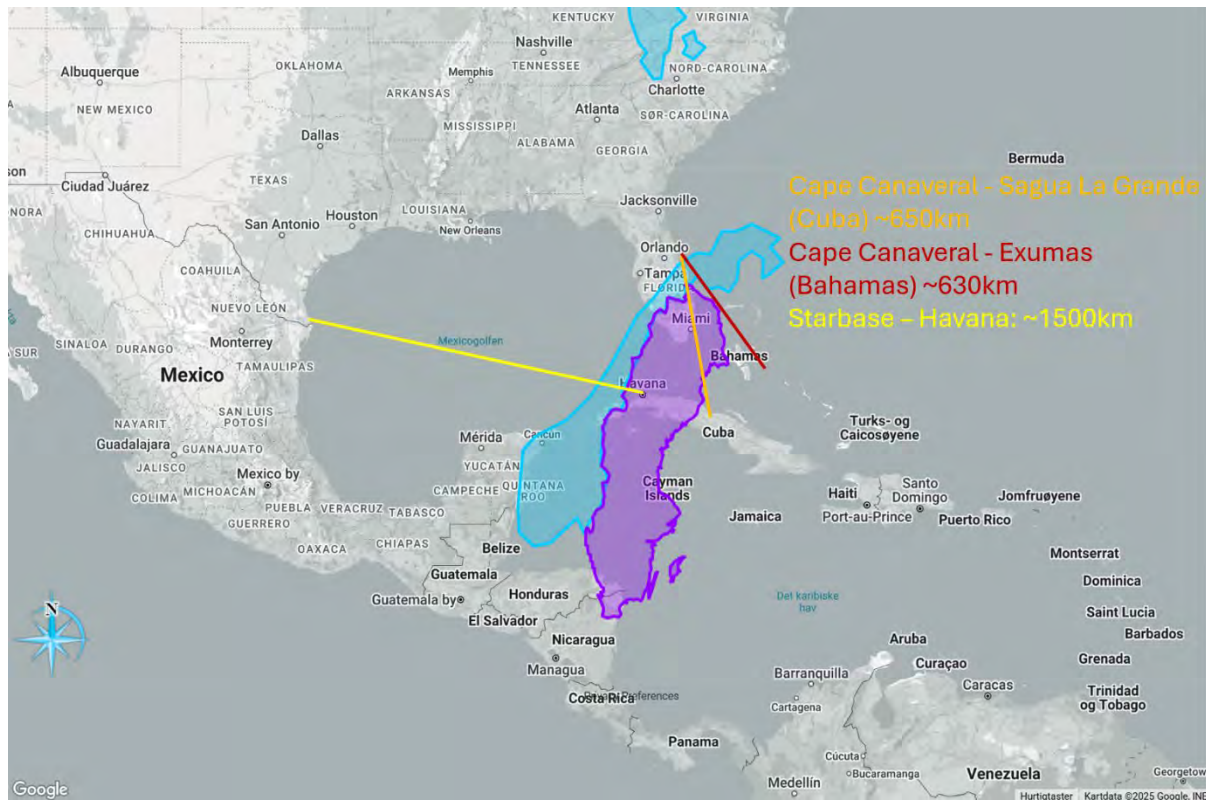 KENTUCKY
VIRGINIA
Nashville
TENNESSEE
OKLAHOMA
Albuquerque
Memphis
NORD-CAROLINA
Charlotte
NEW MEXICO
ARKANSAS
Atlanta
SØR-CAROLINA
MISSISSIPPI
Dallas
ALABAMA
GEORGIA
Bermuda
son
Ciudad Juárez
TEXAS
Cape Canaveral - Sagua La Grande
(Cuba) ~650km
Cape Canaveral - Exumas
(Bahamas) ~630km
Starbase – Havana: ~1500km
NORA
LOUISIANA
Jacksonville
San Antonio
Houston
New Orleans
CHIHUAHUA
Orlando
Tampa
FLORIDA
COAHUILA
NUEVO LEÓN
Miami
Monterrey
Mexicogolfen
Bahamas
SUR
SINALOA
DURANGO
TAMAULIPAS
Mexico
Havana
SAN LUIS
POTOSÍ
NAYARIT
Turks- og
Caicosøyene
Cuba
Guadalajara
GUANAJUATO
Mérida
Cancún
JALISCO
YUCATÁN
Mexico by
COLIMA
MICHOACÁN
CAMPECHE
QUINTANA
ROO
Cayman
Islands
Haiti
Santo
Domingo
Jomfruøyene
PUEBLA
VERACRUZ
TABASCO
Port-au-Prince
Puerto Rico
GUERRERO
Jamaica
OAXACA
CHIAPAS
Belize
Montserrat
Guatemala
Dominica
Guatemala by
Honduras
Det karibiske
hav
N
El Salvador
Saint Lucia
Nicaragua
Barbados
Aruba
Managua
Curaçao
Grenada
Barranquilla
Caracas
Costa Rica
Preferences
Cartagena
Trinidad
og Tobago
Panama
Cúcuta
Bucaramanga
Venezuela
Georgetow
Medellín
Google
Hurtigtaster
Kartdata ©2025 Google, INE